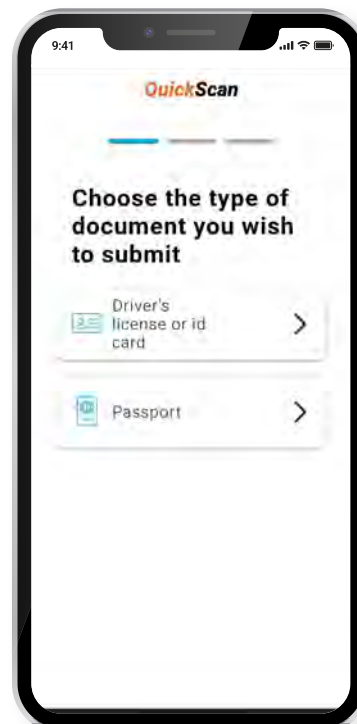 9:41
QuickScan
Choose the type of
document you wish
to submit
Driver's
license or id
card
Passport